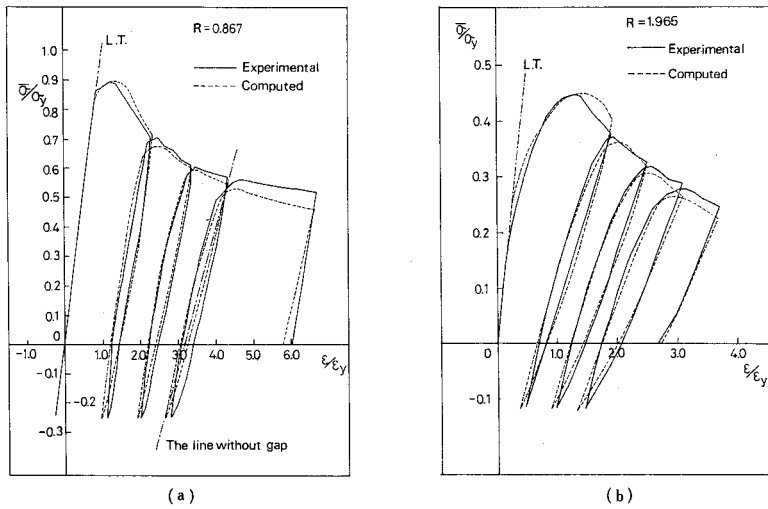 R = 0.867
L.T.
Experimental
Computed
σ̅/σy
1.0
0.9
0.8
0.7
0.6
0.5
0.4
0.3
0.2
0.1
0
-0.1
-0.2
-0.3
-1.0
1.0
2.0
3.0
4.0
5.0
6.0
ε/εy
The line without gap
(a)
R = 1.965
L.T.
Experimental
Computed
σ̅/σy
0.5
0.4
0.3
0.2
0.1
0
-0.1
1.0
2.0
3.0
4.0
ε/εy
(b)